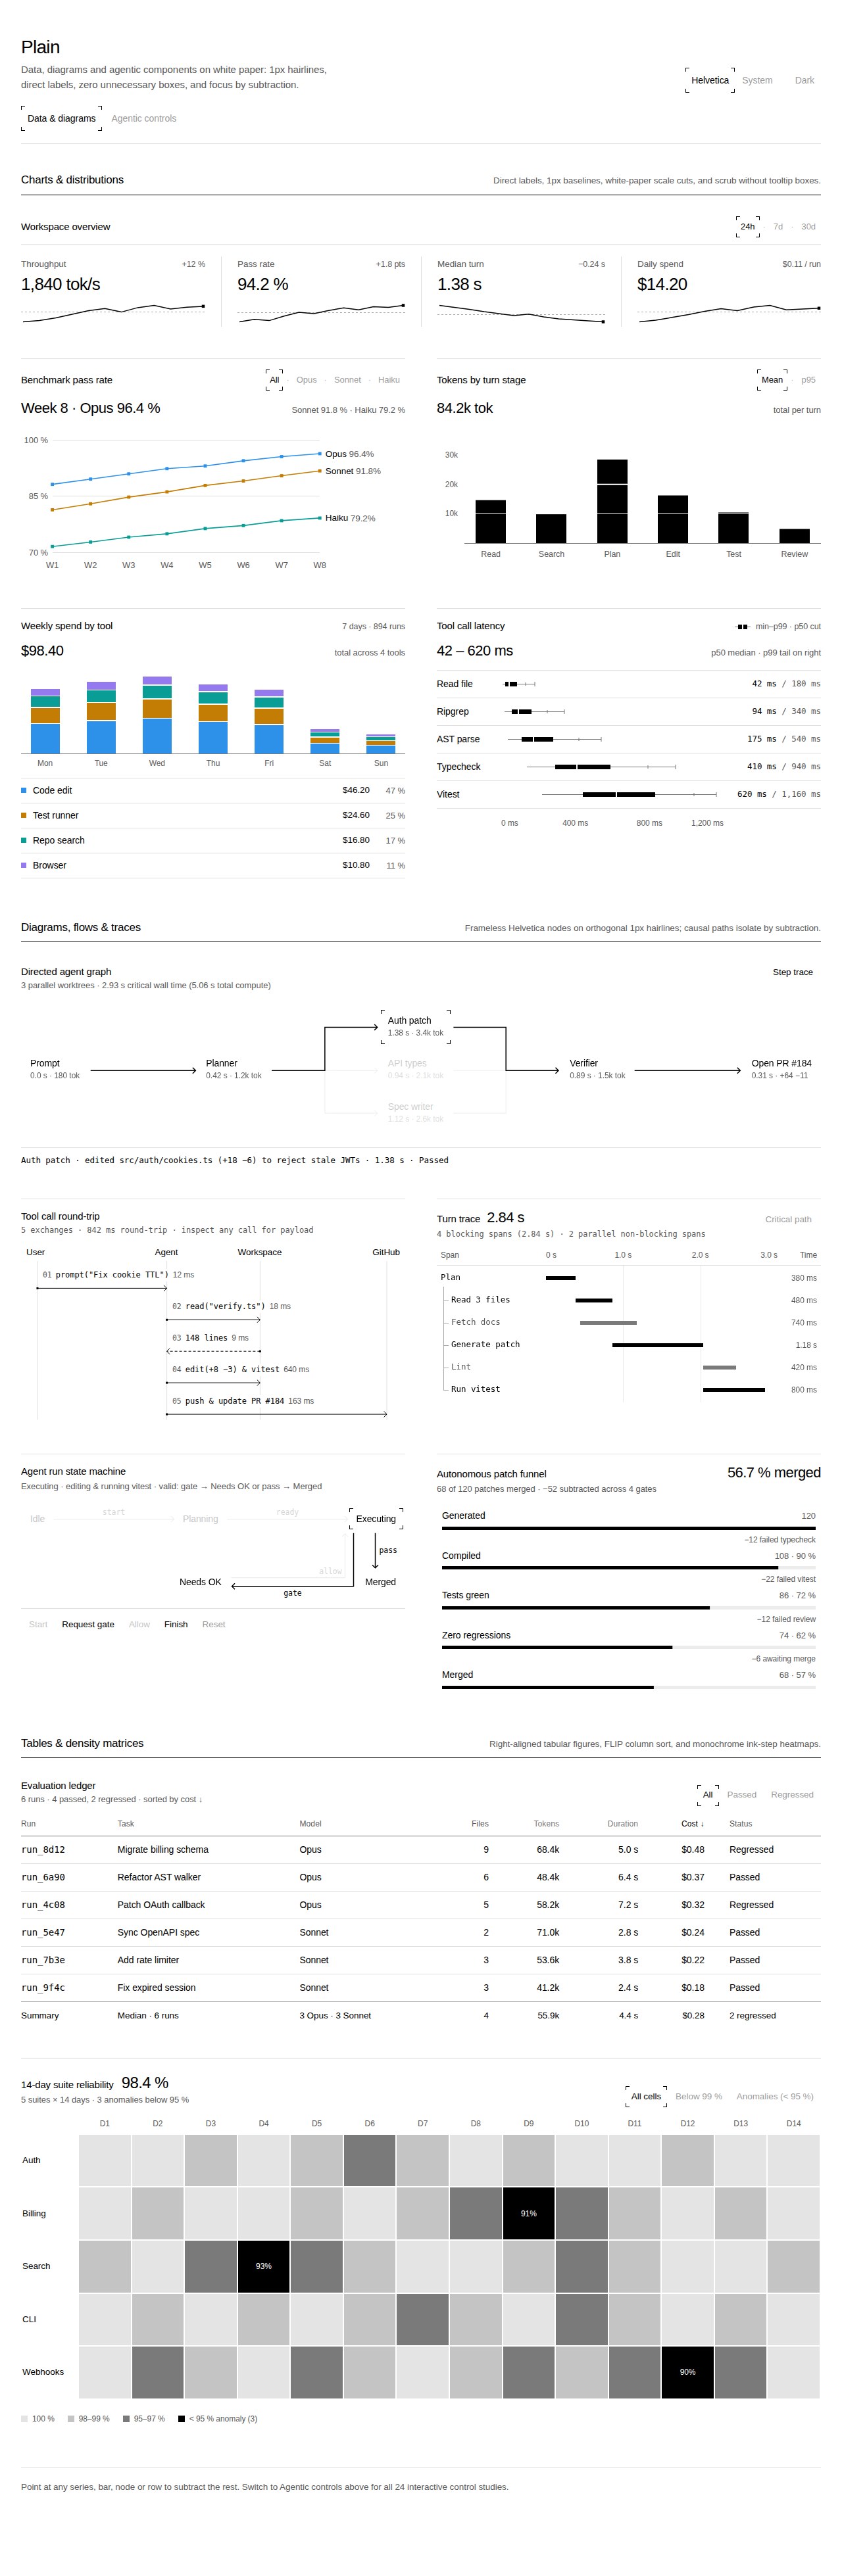 Plain
Data, diagrams and agentic components on white paper: 1px hairlines,
direct labels, zero unnecessary boxes, and focus by subtraction.
Helvetica System Dark
Data & diagrams Agentic controls
Charts & distributions
Direct labels, 1px baselines, white-paper scale cuts, and scrub without tooltip boxes.
Workspace overview
24h · 7d · 30d
Throughput +12 %
1,840 tok/s
Pass rate +1.8 pts
94.2 %
Median turn −0.24 s
1.38 s
Daily spend $0.11 / run
$14.20
Benchmark pass rate
All · Opus · Sonnet · Haiku
Week 8 · Opus 96.4 %
Sonnet 91.8 % · Haiku 79.2 %
100 %
85 %
70 %
Opus 96.4%
Sonnet 91.8%
Haiku 79.2%
W1 W2 W3 W4 W5 W6 W7 W8
Tokens by turn stage
Mean · p95
84.2k tok
total per turn
30k
20k
10k
Read Search Plan Edit Test Review
Weekly spend by tool
7 days · 894 runs
$98.40
total across 4 tools
Mon Tue Wed Thu Fri Sat Sun
Code edit $46.20 47 %
Test runner $24.60 25 %
Repo search $16.80 17 %
Browser $10.80 11 %
Tool call latency
min–p99 · p50 cut
42 – 620 ms
p50 median · p99 tail on right
Read file 42 ms / 180 ms
Ripgrep 94 ms / 340 ms
AST parse 175 ms / 540 ms
Typecheck 410 ms / 940 ms
Vitest 620 ms / 1,160 ms
0 ms 400 ms 800 ms 1,200 ms
Diagrams, flows & traces
Frameless Helvetica nodes on orthogonal 1px hairlines; causal paths isolate by subtraction.
Directed agent graph
3 parallel worktrees · 2.93 s critical wall time (5.06 s total compute)
Step trace
Auth patch
1.38 s · 3.4k tok
Prompt
0.0 s · 180 tok
Planner
0.42 s · 1.2k tok
API types
0.94 s · 2.1k tok
Verifier
0.89 s · 1.5k tok
Open PR #184
0.31 s · +64 −11
Spec writer
1.12 s · 2.6k tok
Auth patch · edited src/auth/cookies.ts (+18 −6) to reject stale JWTs · 1.38 s · Passed
Tool call round-trip
5 exchanges · 842 ms round-trip · inspect any call for payload
User Agent Workspace GitHub
01 prompt("Fix cookie TTL") 12 ms
02 read("verify.ts") 18 ms
03 148 lines 9 ms
04 edit(+8 −3) & vitest 640 ms
05 push & update PR #184 163 ms
Turn trace 2.84 s
Critical path
4 blocking spans (2.84 s) · 2 parallel non-blocking spans
Span 0 s 1.0 s 2.0 s 3.0 s Time
Plan 380 ms
Read 3 files 480 ms
Fetch docs 740 ms
Generate patch 1.18 s
Lint 420 ms
Run vitest 800 ms
Agent run state machine
Executing · editing & running vitest · valid: gate → Needs OK or pass → Merged
Idle start Planning ready Executing
pass
allow
Needs OK Merged
gate
Start Request gate Allow Finish Reset
Autonomous patch funnel
56.7 % merged
68 of 120 patches merged · −52 subtracted across 4 gates
Generated 120
−12 failed typecheck
Compiled 108 · 90 %
−22 failed vitest
Tests green 86 · 72 %
−12 failed review
Zero regressions 74 · 62 %
−6 awaiting merge
Merged 68 · 57 %
Tables & density matrices
Right-aligned tabular figures, FLIP column sort, and monochrome ink-step heatmaps.
Evaluation ledger
6 runs · 4 passed, 2 regressed · sorted by cost ↓
All Passed Regressed
Run Task Model Files Tokens Duration Cost ↓ Status
run_8d12 Migrate billing schema Opus 9 68.4k 5.0 s $0.48 Regressed
run_6a90 Refactor AST walker Opus 6 48.4k 6.4 s $0.37 Passed
run_4c08 Patch OAuth callback Opus 5 58.2k 7.2 s $0.32 Regressed
run_5e47 Sync OpenAPI spec Sonnet 2 71.0k 2.8 s $0.24 Passed
run_7b3e Add rate limiter Sonnet 3 53.6k 3.8 s $0.22 Passed
run_9f4c Fix expired session Sonnet 3 41.2k 2.4 s $0.18 Passed
Summary Median · 6 runs 3 Opus · 3 Sonnet 4 55.9k 4.4 s $0.28 2 regressed
14-day suite reliability 98.4 %
5 suites × 14 days · 3 anomalies below 95 %
All cells Below 99 % Anomalies (< 95 %)
D1 D2 D3 D4 D5 D6 D7 D8 D9 D10 D11 D12 D13 D14
Auth
Billing 91%
Search 93%
CLI
Webhooks 90%
100 % 98–99 % 95–97 % < 95 % anomaly (3)
Point at any series, bar, node or row to subtract the rest. Switch to Agentic controls above for all 24 interactive control studies.